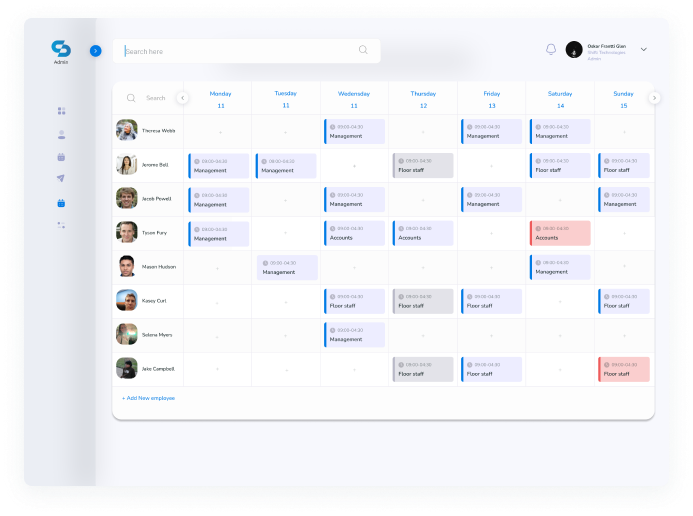 Admin
Search here
Oskar Fravtti Glen
Steth Technologies
Admin
Search
Monday Tuesday Wedensday Thursday Friday Saturday Sunday
11 11 11 12 13 14 15
Theresa Webb
09:00-04:30 09:00-04:30 09:00-04:30
Management Management Management
Jerome Bell
09:00-04:30 09:00-04:30 09:00-04:30 09:00-04:30 09:00-04:30
Management Management Floor staff Floor staff Floor staff
Jacob Powell
09:00-04:30 09:00-04:30 09:00-04:30 09:00-04:30
Management Management Management Management
Tyson Fury
09:00-04:30 09:00-04:30 09:00-04:30 09:00-04:30
Management Accounts Accounts Accounts
Mason Hudson
09:00-04:30 09:00-04:30
Management Management
Kasey Curl
09:00-04:30 09:00-04:30 09:00-04:30 09:00-04:30
Floor staff Floor staff Floor staff Floor staff
Selena Myers
09:00-04:30
Management
Jake Campbell
09:00-04:30 09:00-04:30 09:00-04:30
Floor staff Floor staff Floor staff
+ Add New employee